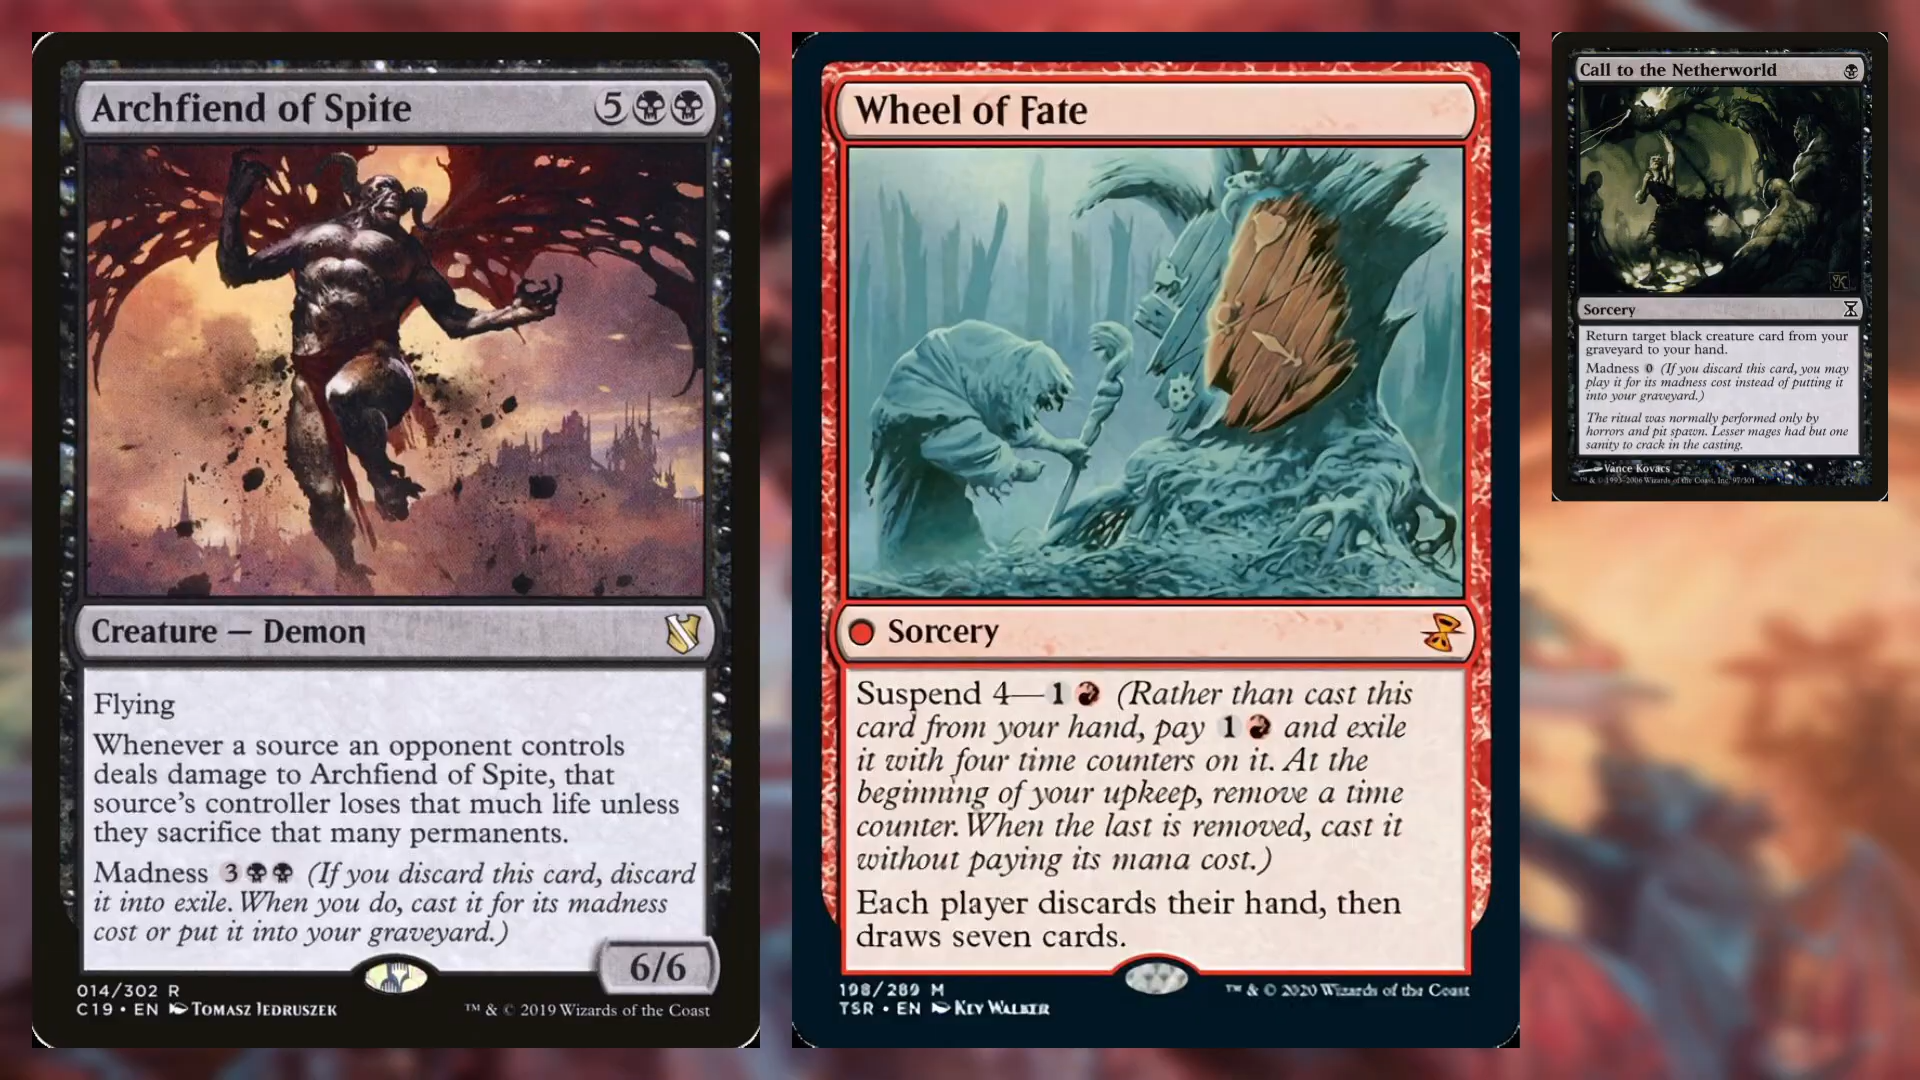 Archfiend of Spite 5
Creature — Demon
Flying
Whenever a source an opponent controls
deals damage to Archfiend of Spite, that
source's controller loses that much life unless
they sacrifice that many permanents.
Madness 3 (If you discard this card, discard
it into exile. When you do, cast it for its madness
cost or put it into your graveyard.)
6/6
014/302 R
C19 • EN Tomasz Jedruszek
™ & © 2019 Wizards of the Coast
Wheel of Fate
Sorcery
Suspend 4—1 (Rather than cast this
card from your hand, pay 1 and exile
it with four time counters on it. At the
beginning of your upkeep, remove a time
counter. When the last is removed, cast it
without paying its mana cost.)
Each player discards their hand, then
draws seven cards.
198/289 M
TSR • EN Kev Walker
™ & © 2020 Wizards of the Coast
Call to the Netherworld
Sorcery
Return target black creature card from your
graveyard to your hand.
Madness 0 (If you discard this card, you may
play it for its madness cost instead of putting it
into your graveyard.)
The ritual was normally performed only by
horrors and pit spawn. Lesser mages had but one
sanity to crack in the casting.
Vance Kovacs
™ & © 1993-2006 Wizards of the Coast, Inc. 97/301